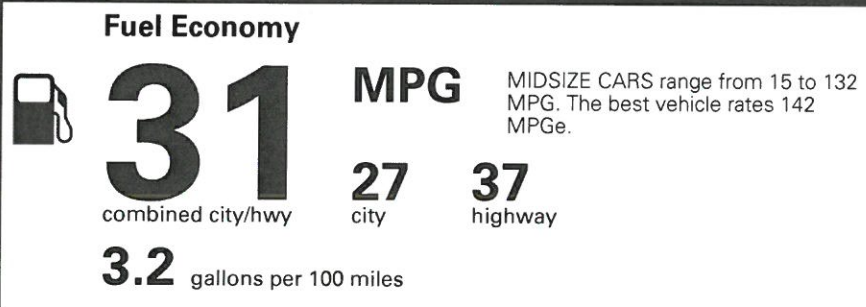 Fuel Economy
31
combined city/hwy
MPG
27
city
37
highway
MIDSIZE CARS range from 15 to 132
MPG. The best vehicle rates 142
MPGe.
3.2 gallons per 100 miles